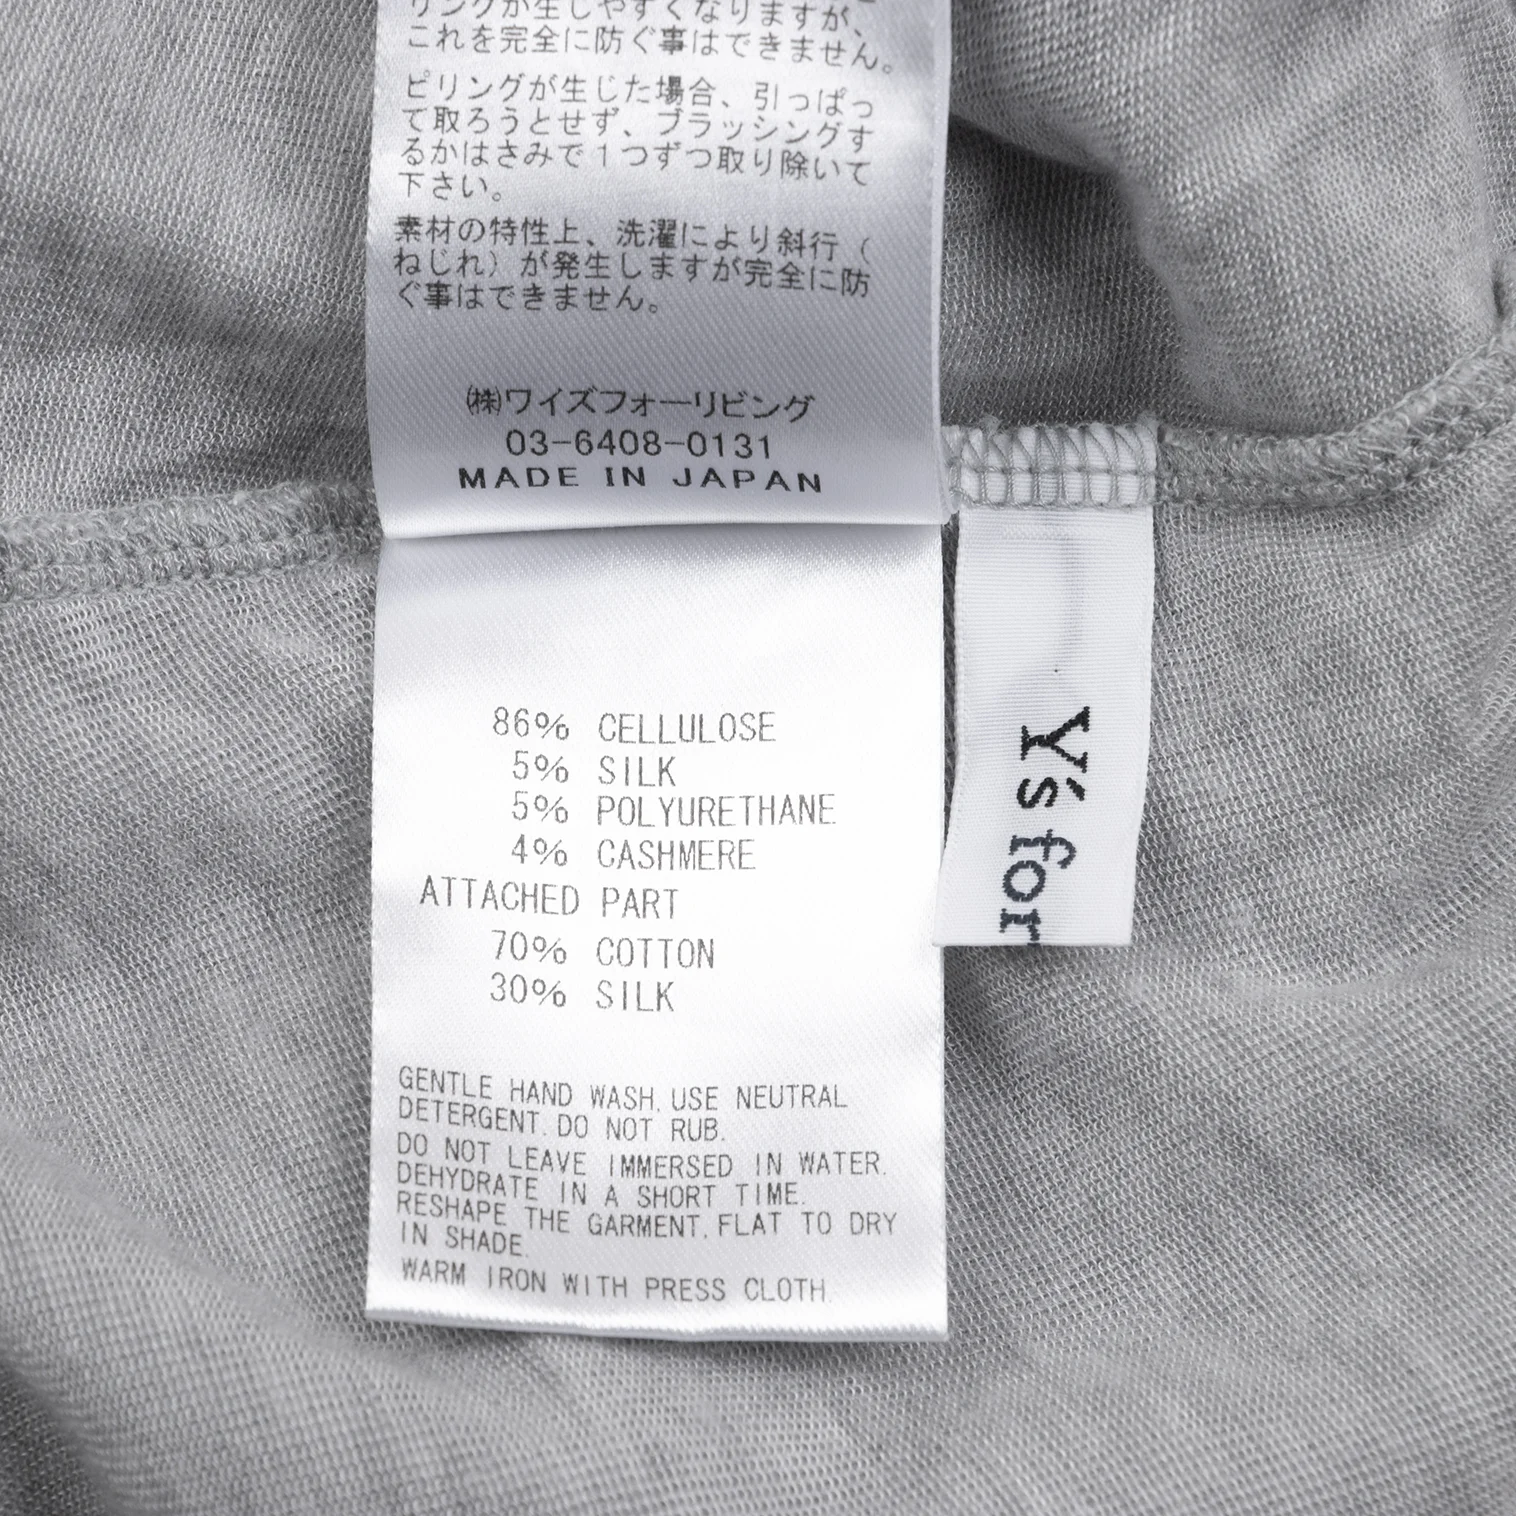 リングが生じやすくなりますが、
これを完全に防ぐ事はできません。
ピリングが生じた場合、引っぱっ
て取ろうとせず、ブラッシングす
るかはさみで1つずつ取り除いて
下さい。
素材の特性上、洗濯により斜行(
ねじれ)が発生しますが完全に防
ぐ事はできません。
㈱ワイズフォーリビング
03-6408-0131
MADE IN JAPAN
86% CELLULOSE
5% SILK
5% POLYURETHANE
4% CASHMERE
ATTACHED PART
70% COTTON
30% SILK
GENTLE HAND WASH. USE NEUTRAL
DETERGENT. DO NOT RUB.
DO NOT LEAVE IMMERSED IN WATER.
DEHYDRATE IN A SHORT TIME.
RESHAPE THE GARMENT. FLAT TO DRY
IN SHADE.
WARM IRON WITH PRESS CLOTH.
Y's for